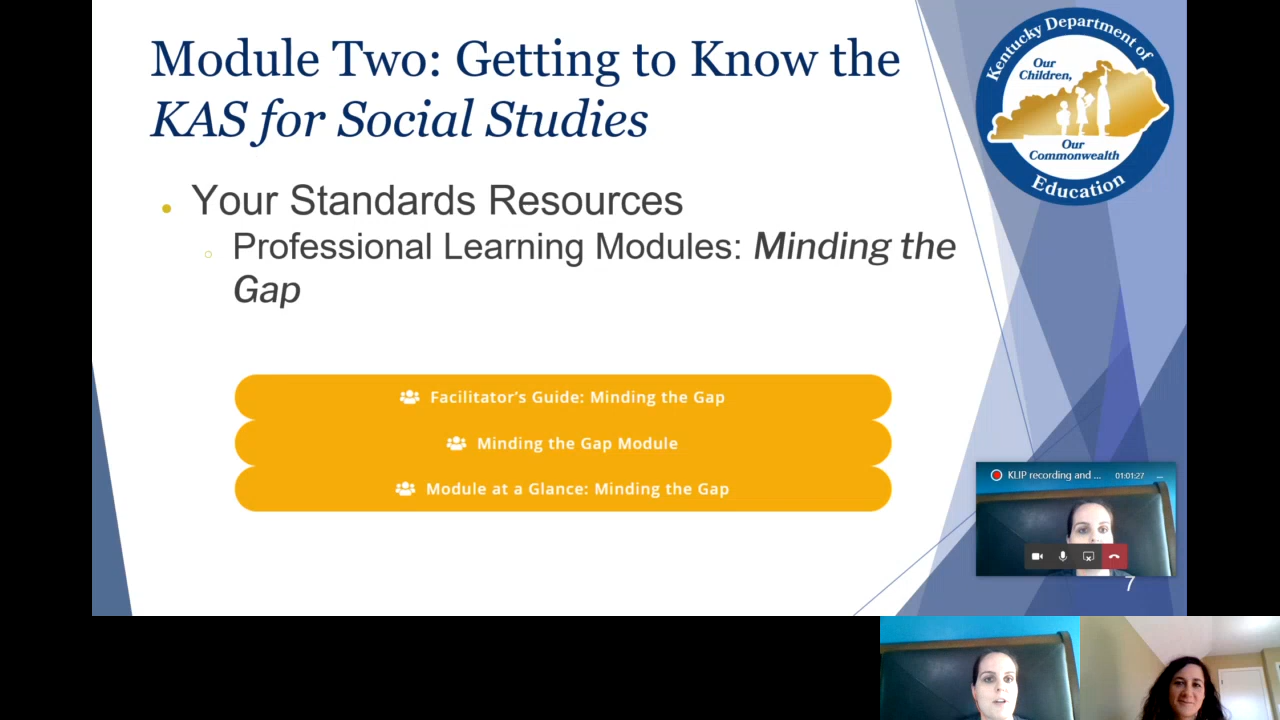 Module Two: Getting to Know the
KAS for Social Studies
Kentucky Department of
Education
Our
Children,
Our
Commonwealth
Your Standards Resources
Professional Learning Modules: Minding the
Gap
Facilitator's Guide: Minding the Gap
Minding the Gap Module
Module at a Glance: Minding the Gap
KLIP recording and ... 01:01:27 ...
7